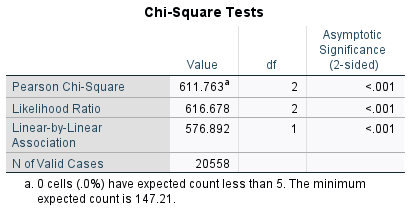 Chi-Square Tests
Value df Asymptotic Significance (2-sided)
Pearson Chi-Square 611.763a 2 <.001
Likelihood Ratio 616.678 2 <.001
Linear-by-Linear Association 576.892 1 <.001
N of Valid Cases 20558
a. 0 cells (.0%) have expected count less than 5. The minimum
expected count is 147.21.